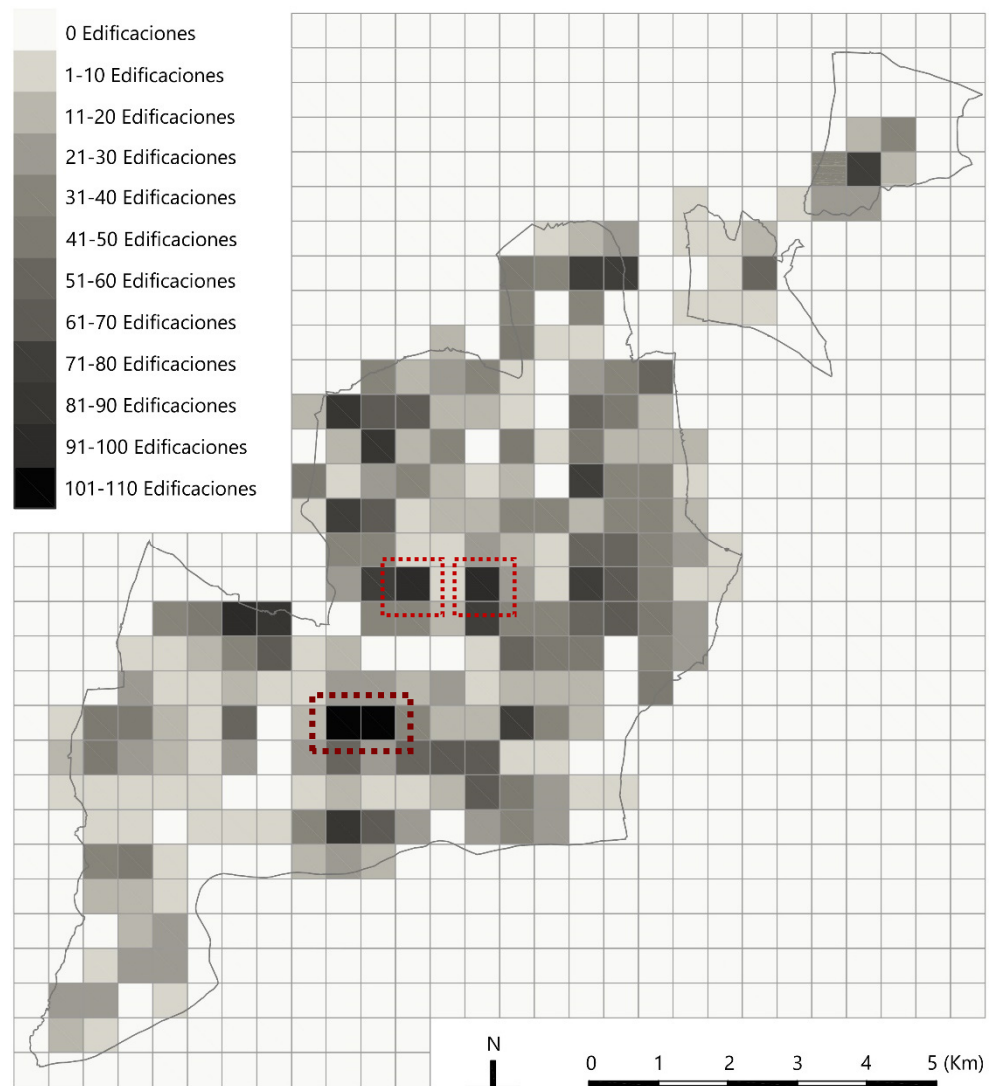 0 Edificaciones
1-10 Edificaciones
11-20 Edificaciones
21-30 Edificaciones
31-40 Edificaciones
41-50 Edificaciones
51-60 Edificaciones
61-70 Edificaciones
71-80 Edificaciones
81-90 Edificaciones
91-100 Edificaciones
101-110 Edificaciones
N
0 1 2 3 4 5 (Km)